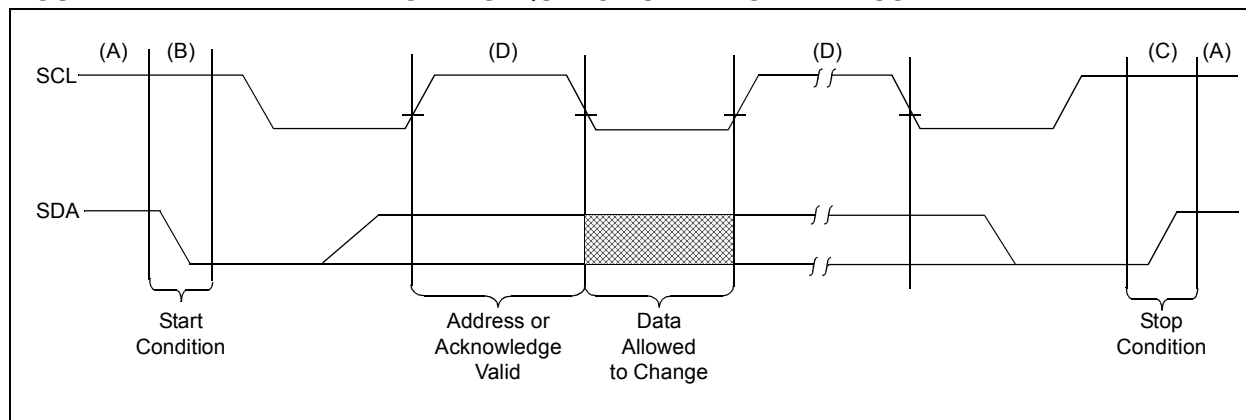 (A) (B) (D) (D) (C) (A)
SCL
SDA
Start
Condition
Address or
Acknowledge
Valid
Data
Allowed
to Change
Stop
Condition